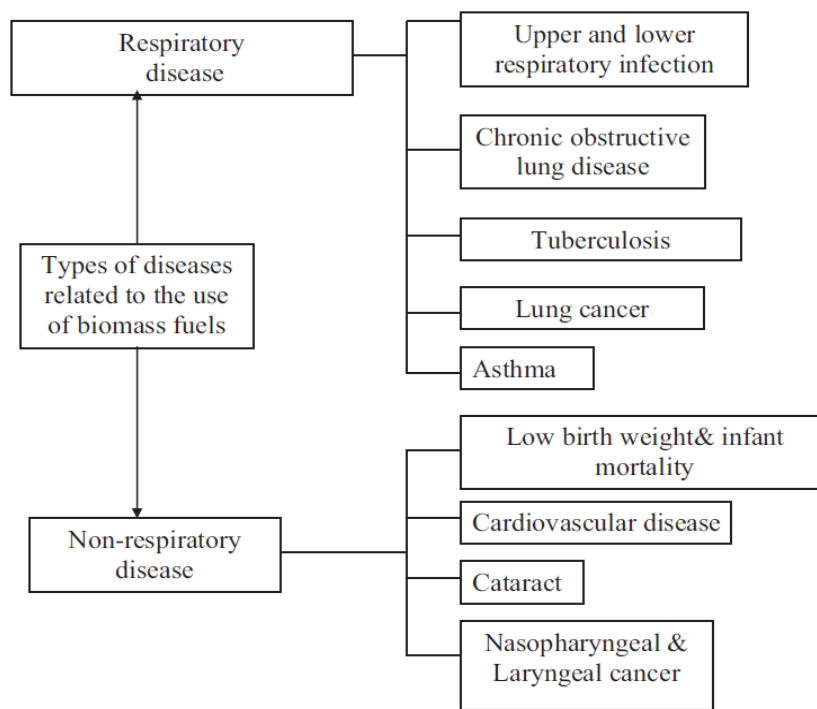 Respiratory
disease
Upper and lower
respiratory infection
Chronic obstructive
lung disease
Tuberculosis
Lung cancer
Asthma
Types of diseases
related to the use
of biomass fuels
Non-respiratory
disease
Low birth weight& infant
mortality
Cardiovascular disease
Cataract
Nasopharyngeal &
Laryngeal cancer